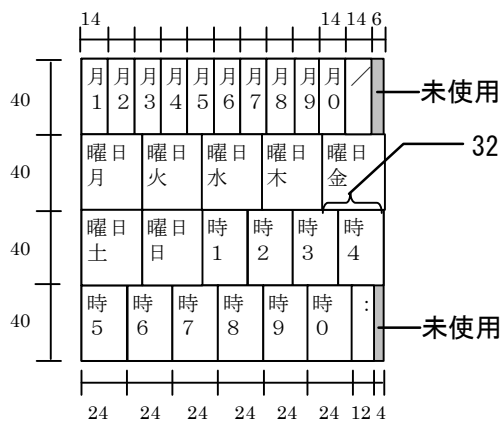 14 14 14 6
40 月1 月2 月3 月4 月5 月6 月7 月8 月9 月0 / 未使用
32
40 曜日月 曜日火 曜日水 曜日木 曜日金
40 曜日土 曜日日 時1 時2 時3 時4
40 時5 時6 時7 時8 時9 時0 : 未使用
24 24 24 24 24 24 12 4